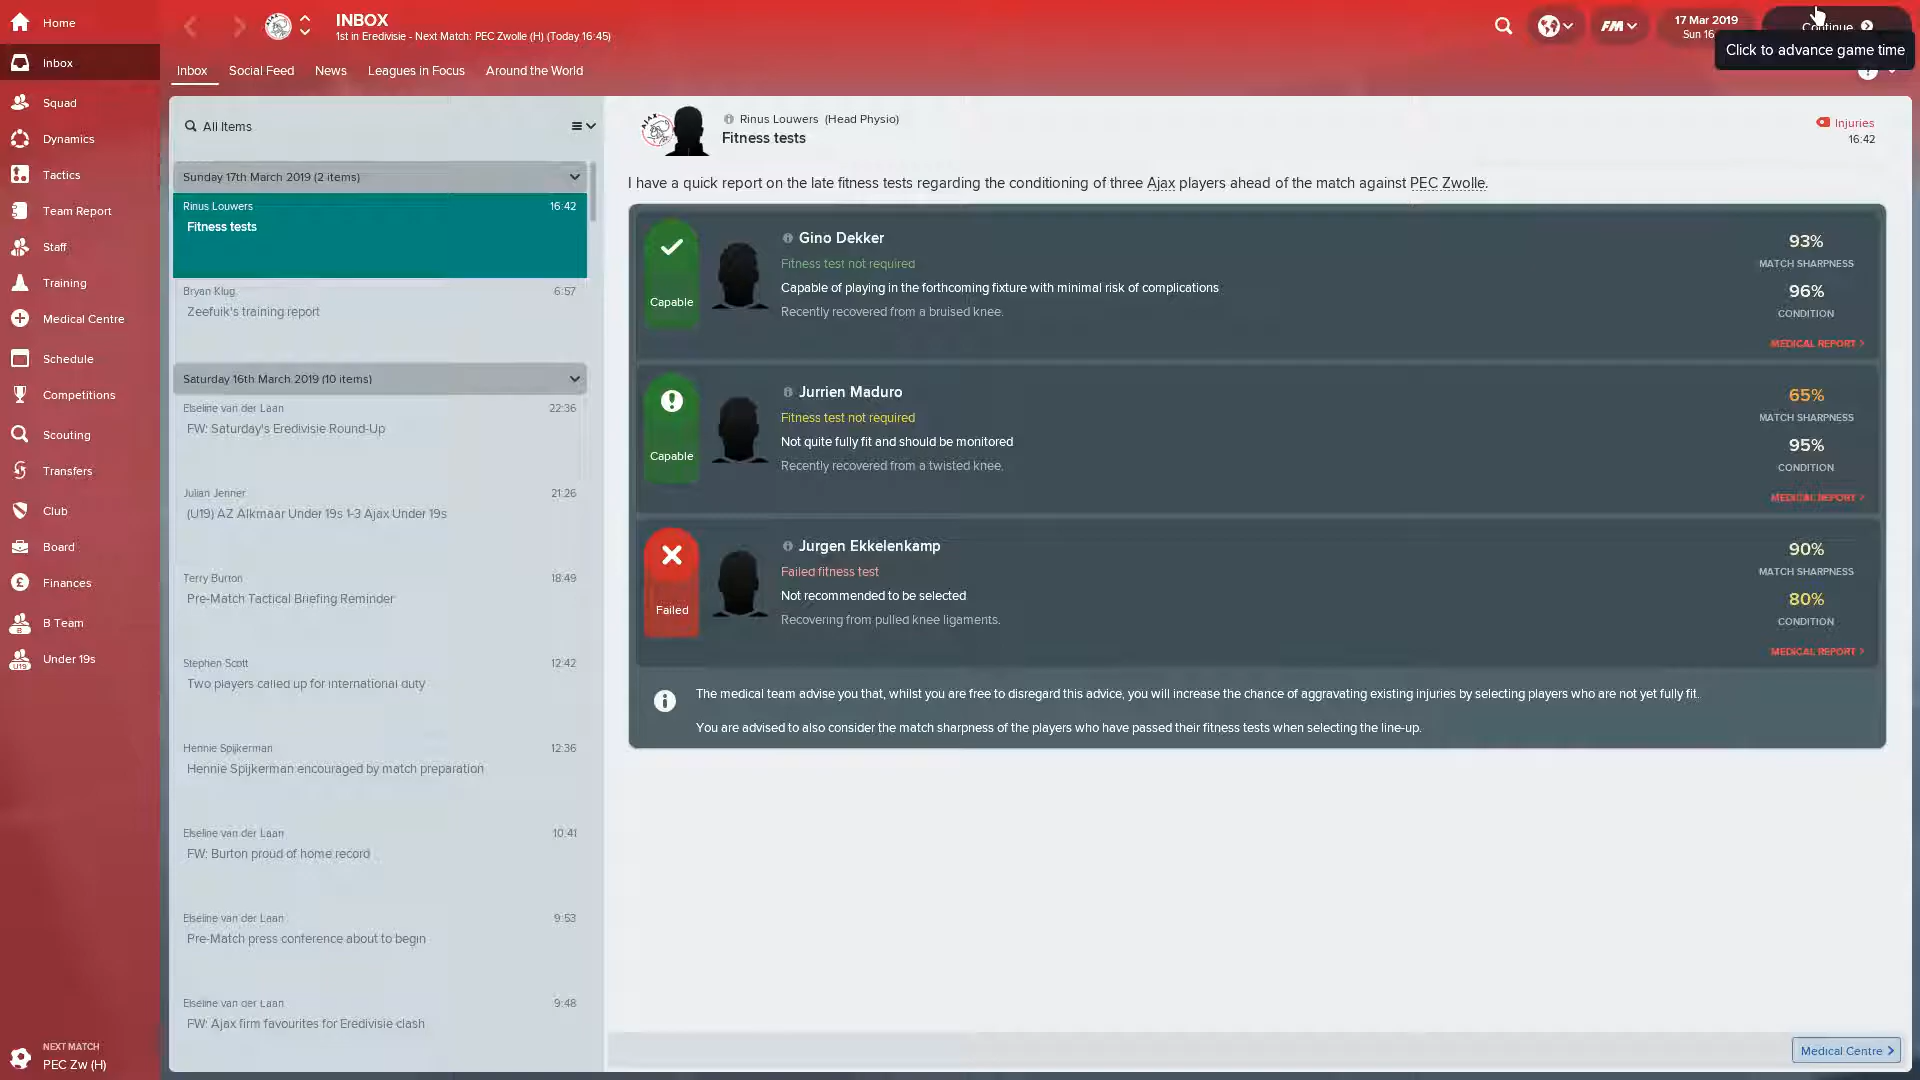 Home
Inbox
Squad
Dynamics
Tactics
Team Report
Staff
Training
Medical Centre
Schedule
Competitions
Scouting
Transfers
Club
Board
Finances
B Team
Under 19s
NEXT MATCH
PEC Zw (H)
INBOX
1st in Eredivisie - Next Match: PEC Zwolle (H) (Today 16:45)
FM
17 Mar 2019
Sun 16
Continue
Click to advance game time
Inbox Social Feed News Leagues in Focus Around the World
All Items
Sunday 17th March 2019 (2 items)
Rinus Louwers 16:42
Fitness tests
Bryan Klug 6:57
Zeefuik's training report
Saturday 16th March 2019 (10 items)
Elseline van der Laan 22:36
FW: Saturday's Eredivisie Round-Up
Julian Jenner 21:26
(U19) AZ Alkmaar Under 19s 1-3 Ajax Under 19s
Terry Burton 18:49
Pre-Match Tactical Briefing Reminder
Stephen Scott 12:42
Two players called up for international duty
Hennie Spijkerman 12:36
Hennie Spijkerman encouraged by match preparation
Elseline van der Laan 10:41
FW: Burton proud of home record
Elseline van der Laan 9:53
Pre-Match press conference about to begin
Elseline van der Laan 9:48
FW: Ajax firm favourites for Eredivisie clash
Rinus Louwers (Head Physio)
Fitness tests
Injuries
16:42
I have a quick report on the late fitness tests regarding the conditioning of three Ajax players ahead of the match against PEC Zwolle.
Capable
Gino Dekker
Fitness test not required
Capable of playing in the forthcoming fixture with minimal risk of complications
Recently recovered from a bruised knee.
93%
MATCH SHARPNESS
96%
CONDITION
MEDICAL REPORT >
Capable
Jurrien Maduro
Fitness test not required
Not quite fully fit and should be monitored
Recently recovered from a twisted knee.
65%
MATCH SHARPNESS
95%
CONDITION
MEDICAL REPORT >
Failed
Jurgen Ekkelenkamp
Failed fitness test
Not recommended to be selected
Recovering from pulled knee ligaments.
90%
MATCH SHARPNESS
80%
CONDITION
MEDICAL REPORT >
The medical team advise you that, whilst you are free to disregard this advice, you will increase the chance of aggravating existing injuries by selecting players who are not yet fully fit.
You are advised to also consider the match sharpness of the players who have passed their fitness tests when selecting the line-up.
Medical Centre >